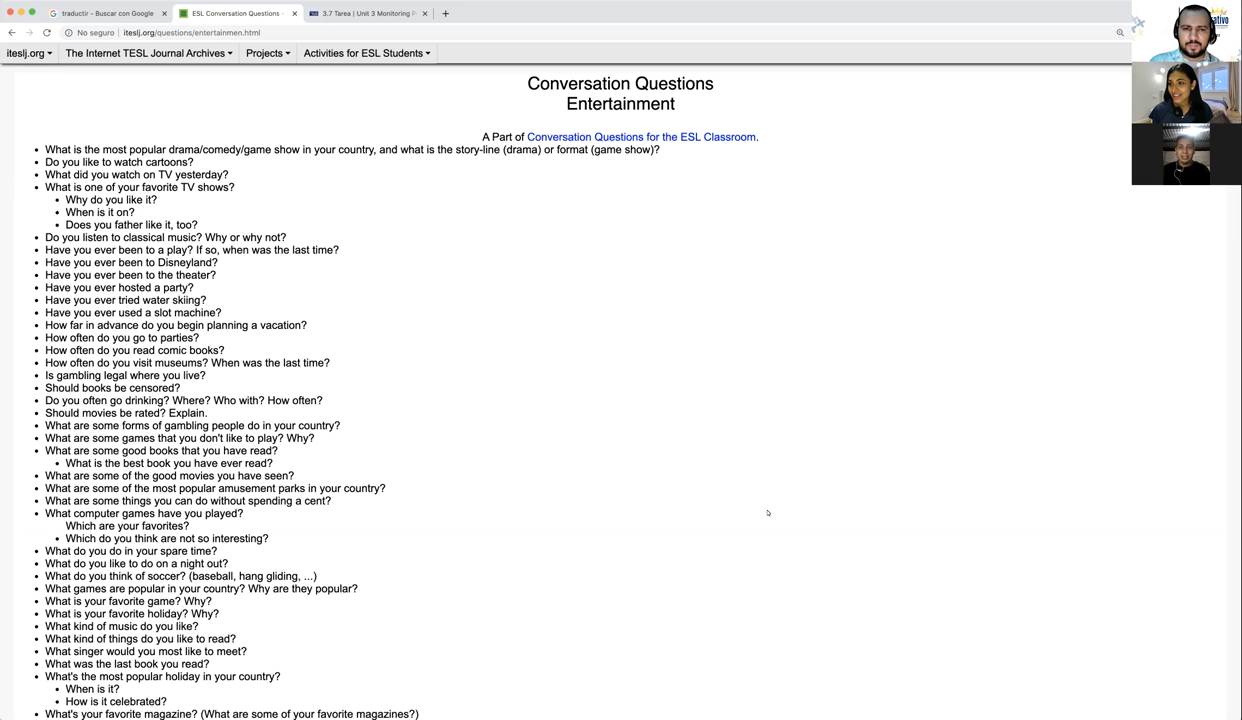 traductir - Buscar con Google
ESL Conversation Questions -
3.7 Tarea | Unit 3 Monitoring P
No seguro
iteslj.org/questions/entertainmen.html
iteslj.org
The Internet TESL Journal Archives
Projects
Activities for ESL Students
Conversation Questions
Entertainment
A Part of Conversation Questions for the ESL Classroom.
What is the most popular drama/comedy/game show in your country, and what is the story-line (drama) or format (game show)?
Do you like to watch cartoons?
What did you watch on TV yesterday?
What is one of your favorite TV shows?
Why do you like it?
When is it on?
Does you father like it, too?
Do you listen to classical music? Why or why not?
Have you ever been to a play? If so, when was the last time?
Have you ever been to Disneyland?
Have you ever been to the theater?
Have you ever hosted a party?
Have you ever tried water skiing?
Have you ever used a slot machine?
How far in advance do you begin planning a vacation?
How often do you go to parties?
How often do you read comic books?
How often do you visit museums? When was the last time?
Is gambling legal where you live?
Should books be censored?
Do you often go drinking? Where? Who with? How often?
Should movies be rated? Explain.
What are some forms of gambling people do in your country?
What are some games that you don't like to play? Why?
What are some good books that you have read?
What is the best book you have ever read?
What are some of the good movies you have seen?
What are some of the most popular amusement parks in your country?
What are some things you can do without spending a cent?
What computer games have you played?
Which are your favorites?
Which do you think are not so interesting?
What do you do in your spare time?
What do you like to do on a night out?
What do you think of soccer? (baseball, hang gliding, ...)
What games are popular in your country? Why are they popular?
What is your favorite game? Why?
What is your favorite holiday? Why?
What kind of music do you like?
What kind of things do you like to read?
What singer would you most like to meet?
What was the last book you read?
What's the most popular holiday in your country?
When is it?
How is it celebrated?
What's your favorite magazine? (What are some of your favorite magazines?)